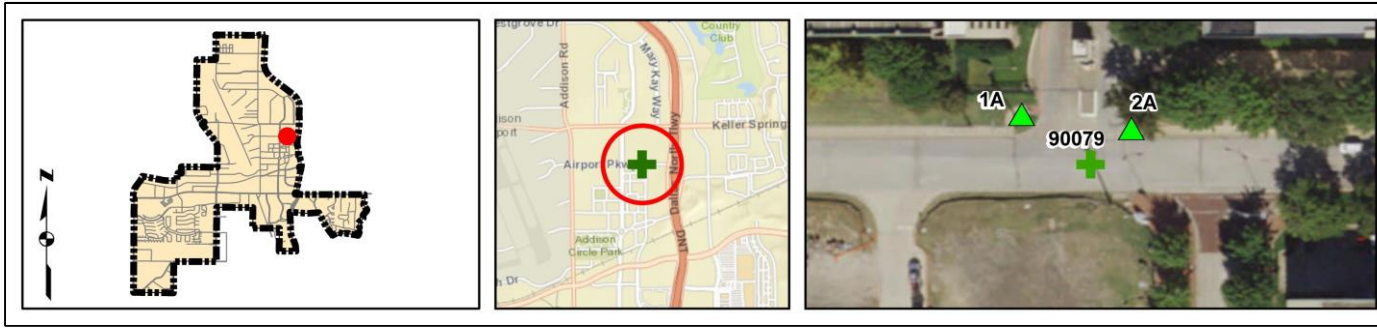 Z
estgrove Dr
Country
Club
Addison Rd
Mary Kay Way
ison
port
Keller Spring
Airport Pkw
Dallas North Twy
Addison
Circle Park
DNT
h Dr
1A
2A
90079